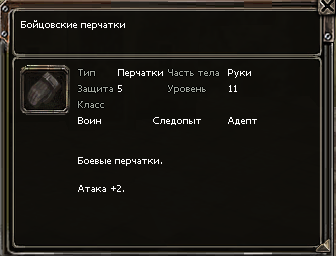 Бойцовские перчатки
Тип Перчатки Часть тела Руки
Защита 5 Уровень 11
Класс
Воин Следопыт Адепт
Боевые перчатки.
Атака +2.